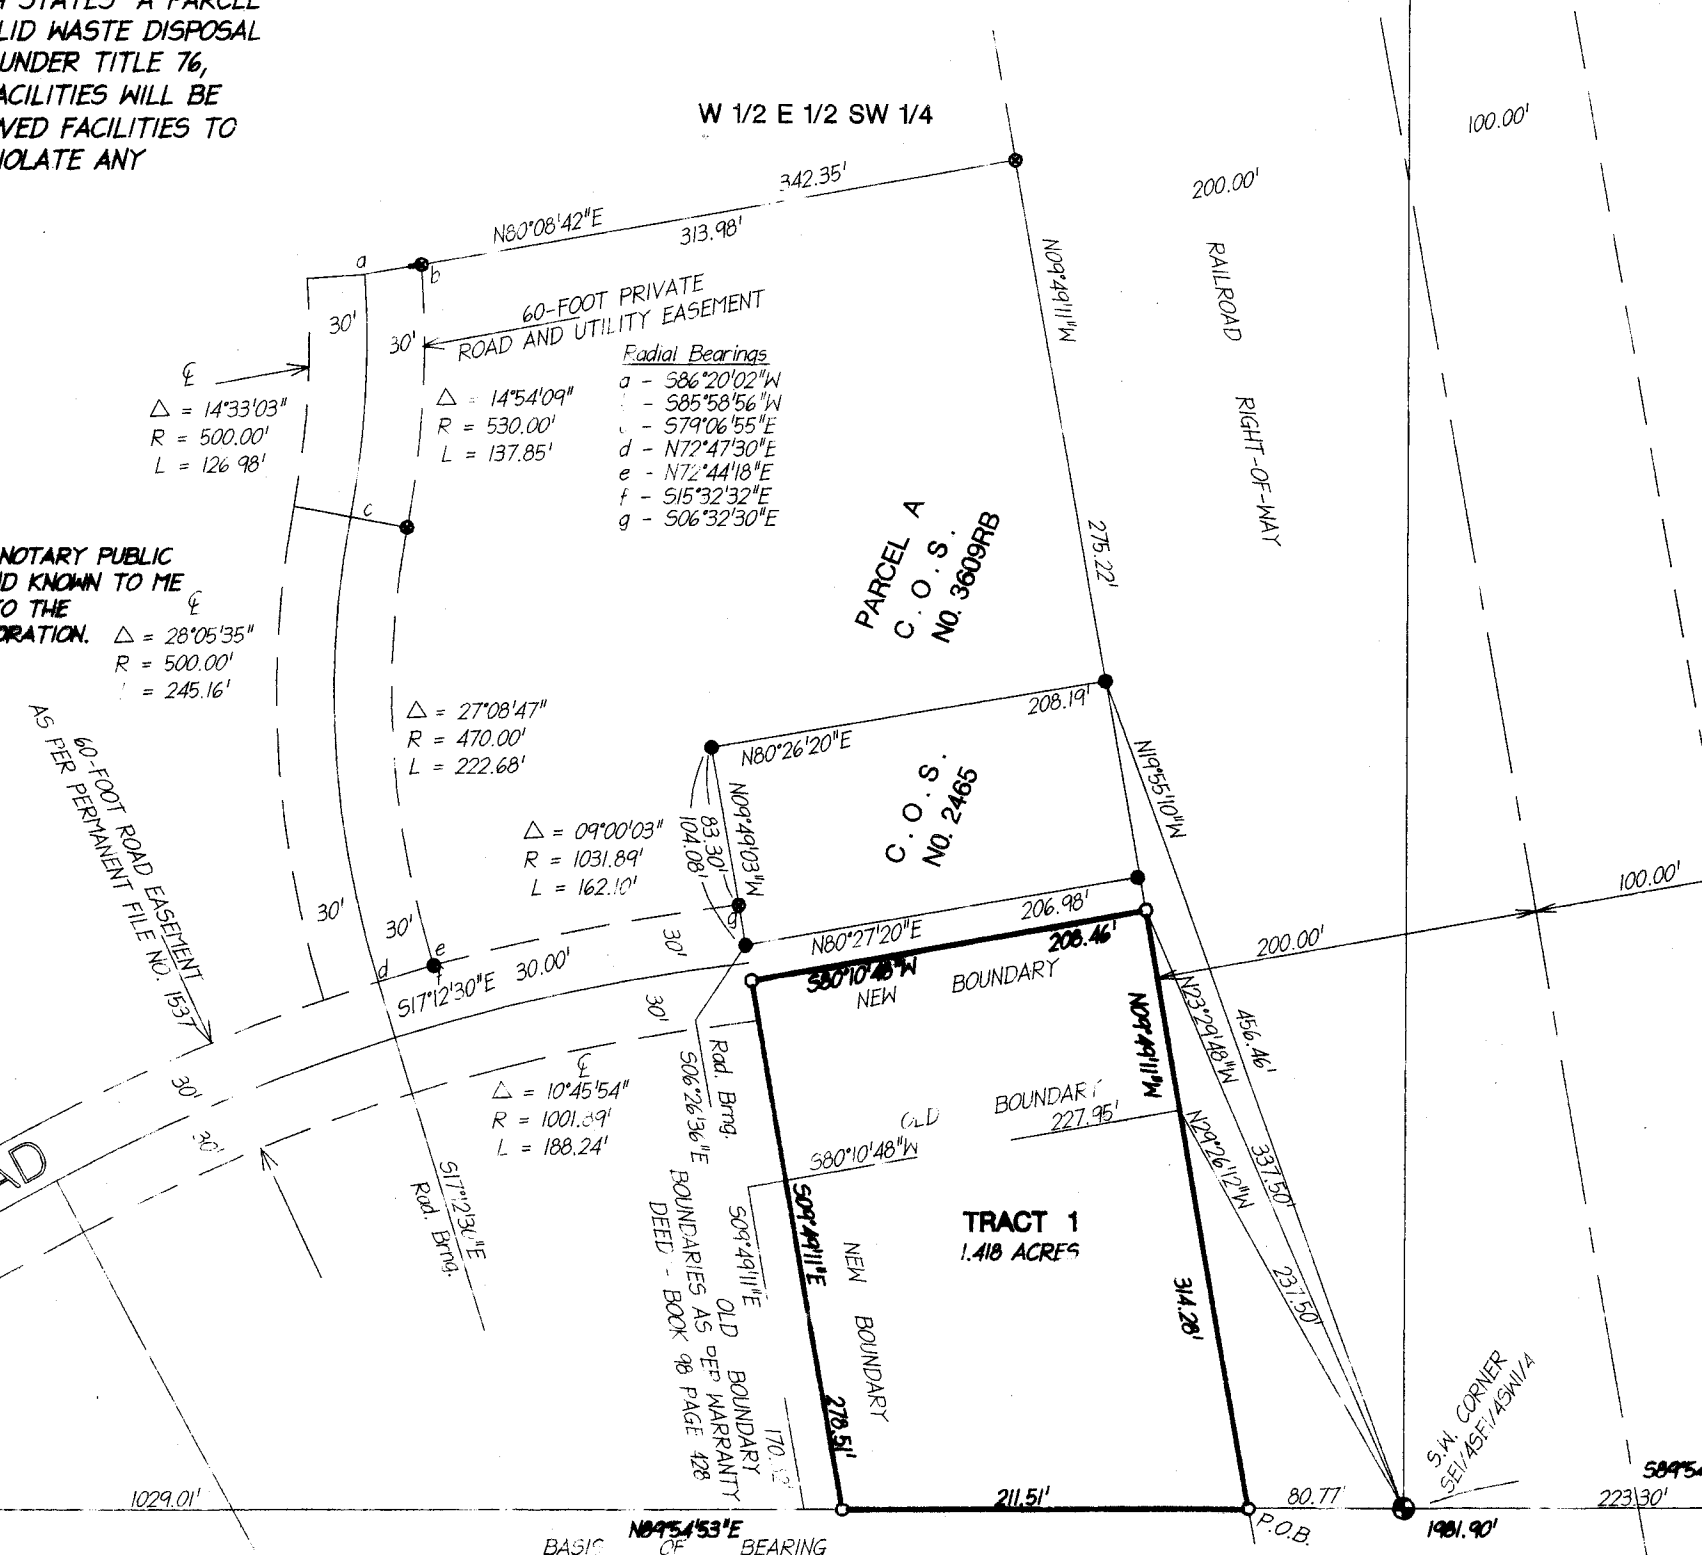 STATES A PARCEL
LID WASTE DISPOSAL
UNDER TITLE 76,
ACILITIES WILL BE
VED FACILITIES TO
IOLATE ANY
W 1/2 E 1/2 SW 1/4
100.00'
200.00'
342.35'
N80°08'42"E
313.98'
a
b
30'
30'
60-FOOT PRIVATE
ROAD AND UTILITY EASEMENT
N09°49'11"W
RAILROAD
RIGHT-OF-WAY
Radial Bearings
a - S86°20'02"W
- S85°58'56"W
- S79°06'55"E
d - N72°47'30"E
e - N72°44'18"E
f - S15°32'32"E
g - S06°32'30"E
℄
Δ = 14°33'03"
R = 500.00'
L = 126.98'
Δ = 14°54'09"
R = 530.00'
L = 137.85'
c
275.22'
PARCEL A
C.O.S.
NO. 3609RB
NOTARY PUBLIC
D KNOWN TO ME
TO THE
ORATION.
℄
Δ = 28°05'35"
R = 500.00'
= 245.16'
Δ = 27°08'47"
R = 470.00'
L = 222.68'
208.19'
N80°26'20"E
N19°55'10"W
60-FOOT ROAD EASEMENT
AS PER PERMANENT FILE NO. 1537
C.O.S.
NO. 2465
N09°49'03"W
83.30'
104.08'
Δ = 09°00'03"
R = 1031.89'
L = 162.10'
100.00'
30'
30'
30'
e
g
d
f
206.98'
N80°27'20"E
208.46'
S80°10'48"W
NEW BOUNDARY
200.00'
S17°12'30"E
30.00'
30'
N09°49'11"W
N23°29'48"W
456.46'
℄
Δ = 10°45'54"
R = 1001.89'
L = 188.24'
Rad. Brng.
S06°26'36"E
30'
30'
OLD BOUNDARY
227.95'
S80°10'48"W
N29°26'12"W
337.50'
AD
S17°12'30"E
Rad. Brng.
TRACT 1
1.418 ACRES
S09°49'11"E
S09°49'11"E
OLD BOUNDARY
BOUNDARIES AS PER WARRANTY
DEED - BOOK 98 PAGE 428
NEW BOUNDARY
314.28'
237.50'
278.51'
S.W. CORNER
SE1/4SE1/4SW1/4
1029.01'
211.51'
80.77'
P.O.B.
223.30'
1981.90'
N89°54'53"E
BASIS OF BEARING